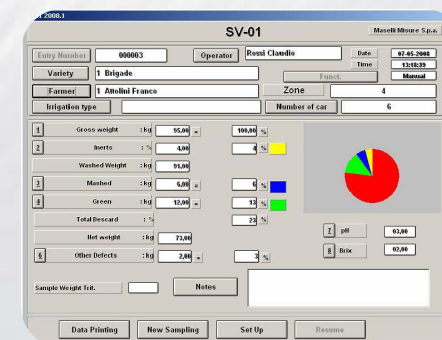 2008.1
SV-01
Maselli Misure S.p.a.
Entry Number 000003 Operator Rossi Claudio Date 07-05-2008
Time 13:18:39
Variety 1 Brigade Funct. Manual
Farmer 1 Attolini Franco Zone 4
Irrigation type Number of car 6
1 Gross weight : kg 95,00 = 100,00 %
2 Inerts : % 4,00 4 %
Washed Weight : kg 91,00
3 Mashed : kg 6,00 = 6 %
4 Green : kg 12,00 = 13 %
Total Descard : % 23 %
Net weight : kg 73,00
7 pH 03,00
8 Brix 02,00
6 Other Defects : kg 2,00 = 3 %
Sample Weight Trit. Notes
Data Printing New Sampling Set Up Resume